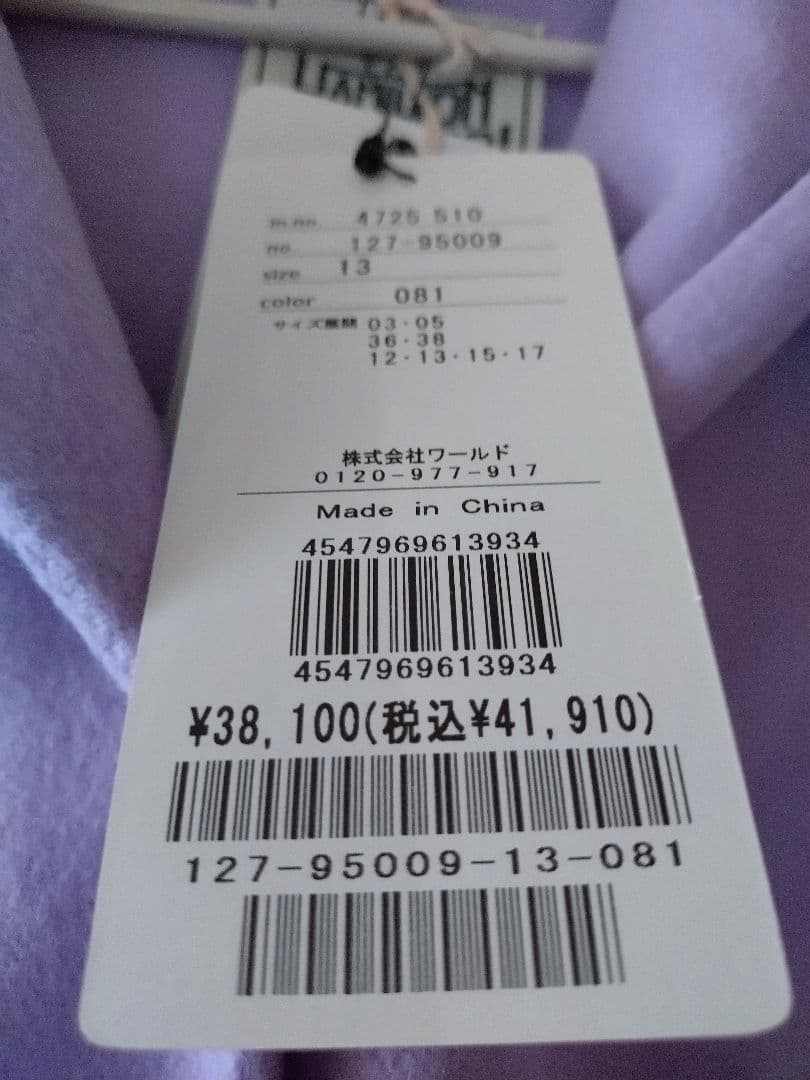 m.no 4725 510
no 127-95009
size 13
color 081
サイズ展開 03・05
36・38
12・13・15・17
株式会社ワールド
0120-977-917
Made in China
4547969613934
4547969613934
¥38,100(税込¥41,910)
127-95009-13-081